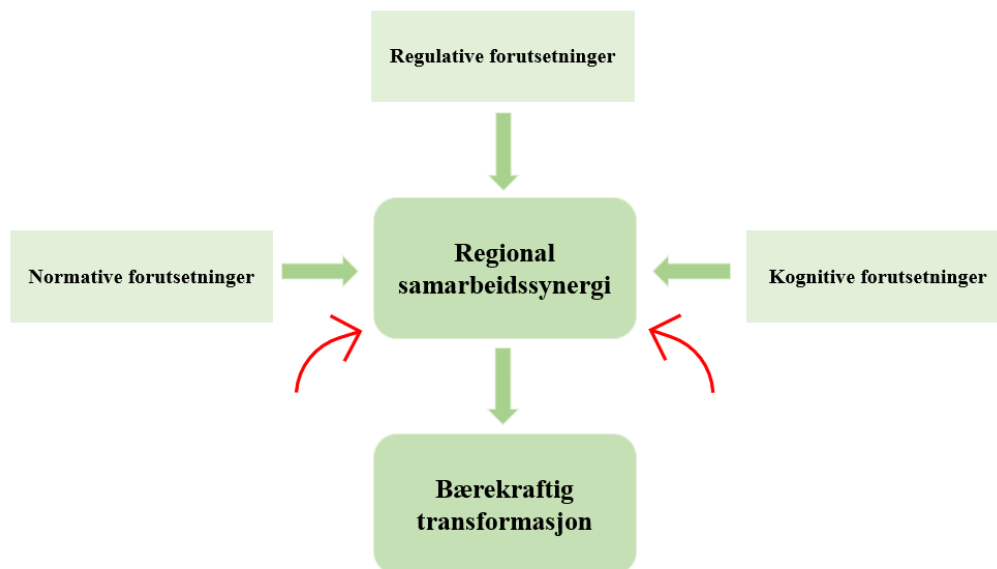 Regulative forutsetninger
Normative forutsetninger
Regional
samarbeidssynergi
Kognitive forutsetninger
Bærekraftig
transformasjon